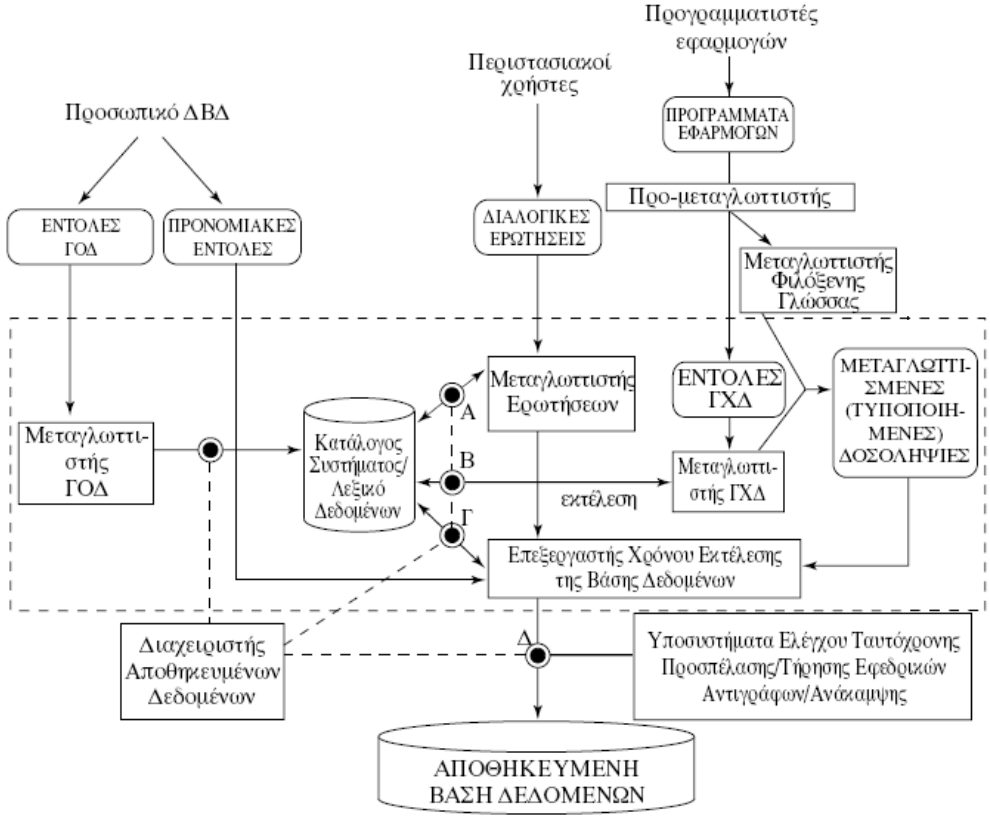 Προγραμματιστές
εφαρμογών
Περιστασιακοί
χρήστες
Προσωπικό ΔΒΔ
ΠΡΟΓΡΑΜΜΑΤΑ
ΕΦΑΡΜΟΓΩΝ
Προ-μεταγλωττιστής
ΕΝΤΟΛΕΣ
ΓΟΔ
ΠΡΟΝΟΜΙΑΚΕΣ
ΕΝΤΟΛΕΣ
ΔΙΑΛΟΓΙΚΕΣ
ΕΡΩΤΗΣΕΙΣ
Μεταγλωττιστής
Φιλόξενης
Γλώσσας
Μεταγλωττιστής
Ερωτήσεων
ΕΝΤΟΛΕΣ
ΓΧΔ
ΜΕΤΑΓΛΩΤΤΙ-
ΣΜΕΝΕΣ
(ΤΥΠΟΠΟΙΗ-
ΜΕΝΕΣ)
ΔΟΣΟΛΗΨΙΕΣ
Α
Μεταγλωττι-
στής
ΓΟΔ
Κατάλογος
Συστήματος/
Λεξικό
Δεδομένων
Β
εκτέλεση
Μεταγλωττι-
στής ΓΧΔ
Γ
Επεξεργαστής Χρόνου Εκτέλεσης
της Βάσης Δεδομένων
Διαχειριστής
Αποθηκευμένων
Δεδομένων
Δ
Υποσυστήματα Ελέγχου Ταυτόχρονης
Προσπέλασης/Τήρησης Εφεδρικών
Αντιγράφων/Ανάκαμψης
ΑΠΟΘΗΚΕΥΜΕΝΗ
ΒΑΣΗ ΔΕΔΟΜΕΝΩΝ